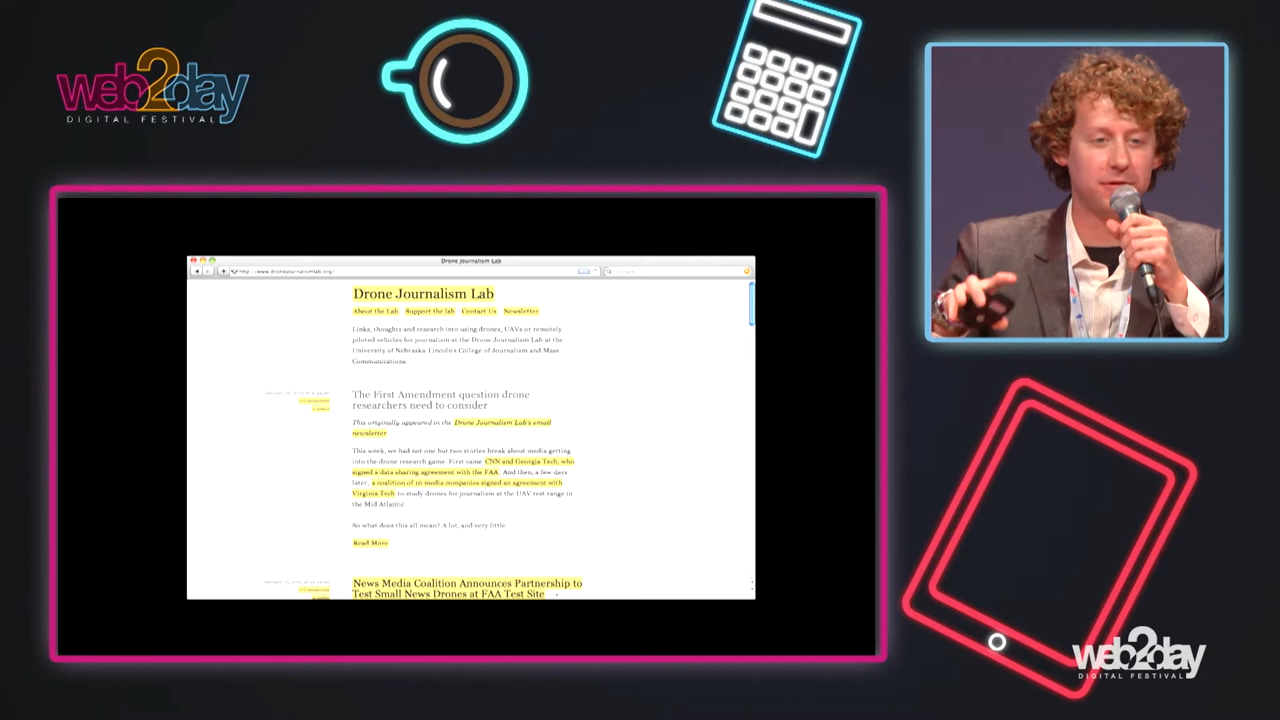 web2day
DIGITAL FESTIVAL
Drone Journalism Lab
http://www.dronejournalismlab.org/
Drone Journalism Lab
About the Lab Support the lab Contact Us Newsletter
Links, thoughts and research into using drones, UAVs or remotely
piloted vehicles for journalism at the Drone Journalism Lab at the
University of Nebraska-Lincoln's College of Journalism and Mass
Communications.
The First Amendment question drone
researchers need to consider
This originally appeared in the Drone Journalism Lab's email
newsletter
This week, we had not one but two stories break about media getting
into the drone research game. First came CNN and Georgia Tech, who
signed a data sharing agreement with the FAA. And then, a few days
later, a coalition of 10 media companies signed an agreement with
Virginia Tech to study drones for journalism at the UAV test range in
the Mid Atlantic.
So what does this all mean? A lot, and very little.
Read More
News Media Coalition Announces Partnership to
Test Small News Drones at FAA Test Site
web2day
DIGITAL FESTIVAL